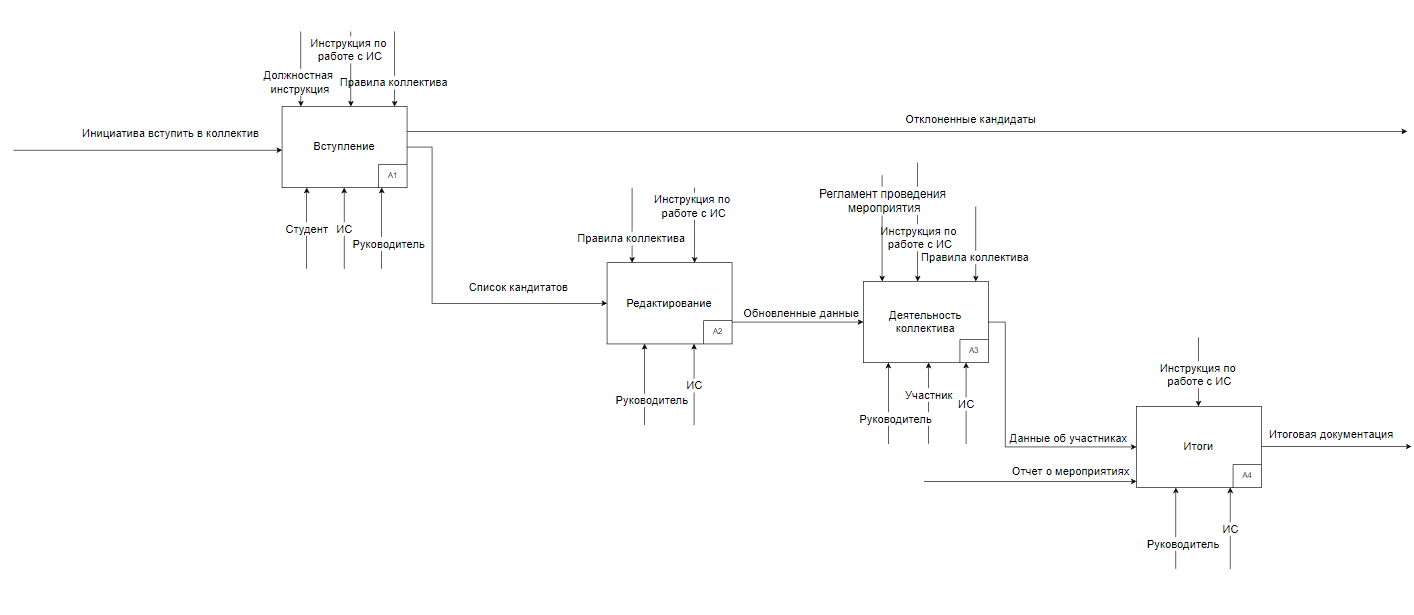 Инструкция по
работе с ИС
Должностная
инструкция
Правила коллектива
Инициатива вступить в коллектив
Отклоненные кандидаты
Вступление
A1
Студент
ИС
Руководитель
Список кандитатов
Инструкция по
работе с ИС
Правила коллектива
Редактирование
A2
Руководитель
ИС
Обновленные данные
Регламент проведения
мероприятия
Инструкция по
работе с ИС
Правила коллектива
Деятельность
коллектива
A3
Участник
ИС
Руководитель
Данные об участниках
Отчет о мероприятиях
Инструкция по
работе с ИС
Итоги
A4
Итоговая документация
ИС
Руководитель